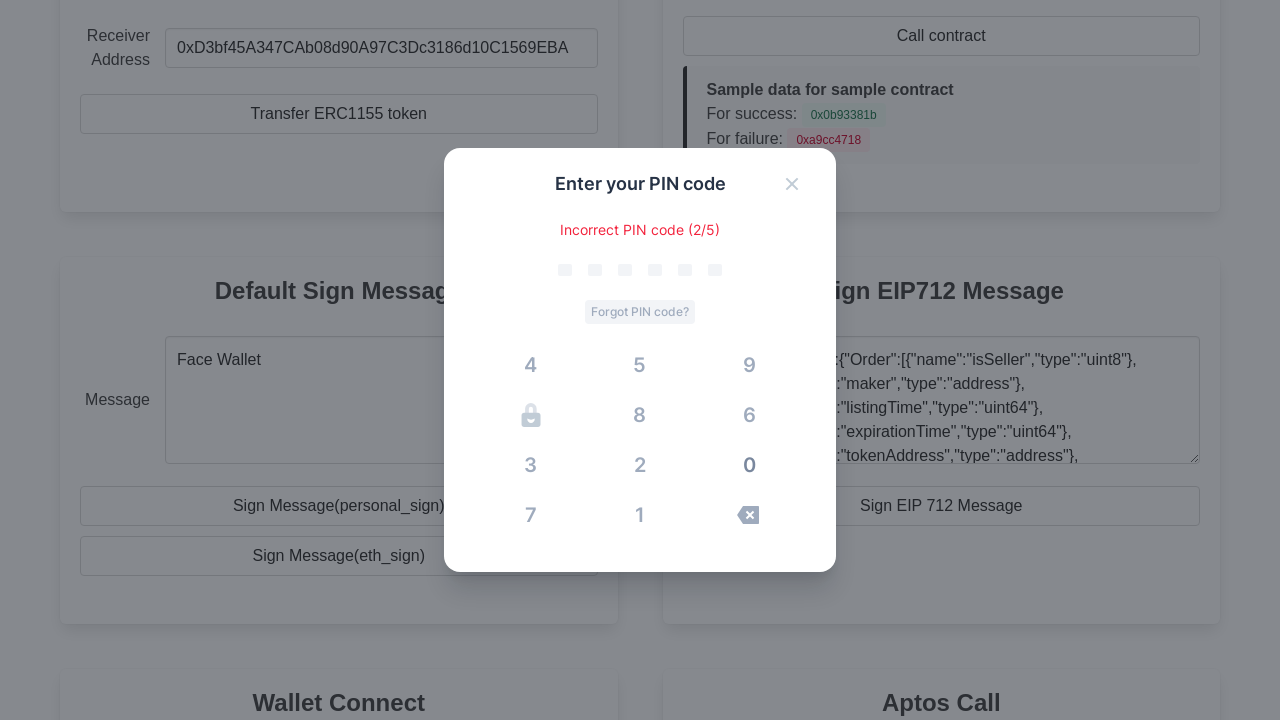 Receiver
Address
0xD3bf45A347CAb08d90A97C3Dc3186d10C1569EBA
Transfer ERC1155 token
Call contract
Sample data for sample contract
For success: 0x0b93381b
For failure: 0xa9cc4718
Enter your PIN code
Incorrect PIN code (2/5)
Forgot PIN code?
4 5 9
8 6
3 2 0
7 1
Default Sign Messag
Message
Face Wallet
Sign Message(personal_sign)
Sign Message(eth_sign)
ign EIP712 Message
:{"Order":[{"name":"isSeller","type":"uint8"},
:"maker","type":"address"},
:"listingTime","type":"uint64"},
:"expirationTime","type":"uint64"},
:"tokenAddress","type":"address"},
Sign EIP 712 Message
Wallet Connect
Aptos Call